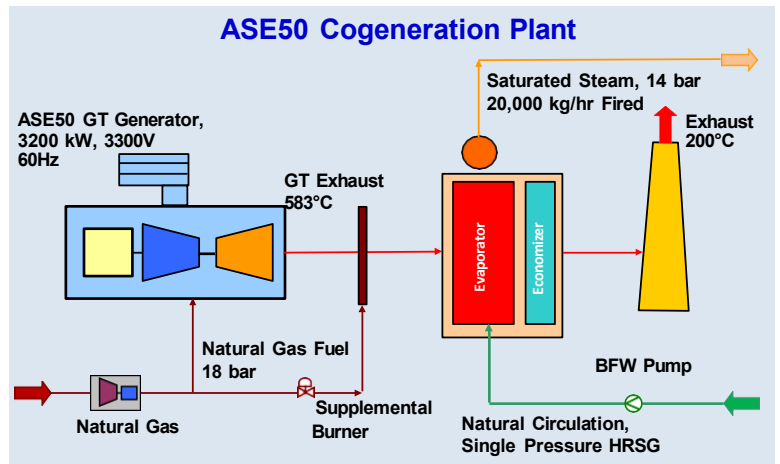 ASE50 Cogeneration Plant
Saturated Steam, 14 bar
20,000 kg/hr Fired
ASE50 GT Generator,
3200 kW, 3300V
60Hz
Exhaust
200°C
GT Exhaust
583°C
Evaporator
Economizer
Natural Gas Fuel
18 bar
BFW Pump
Supplemental
Burner
Natural Gas
Natural Circulation,
Single Pressure HRSG